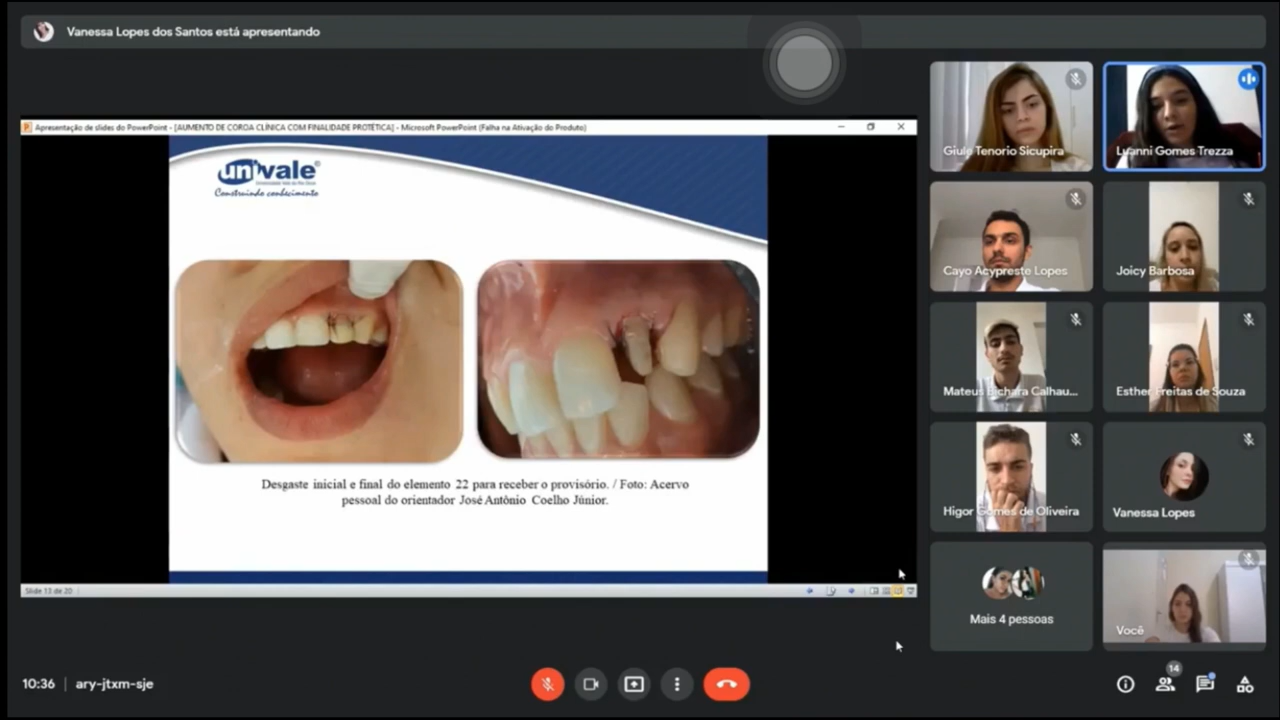 Vanessa Lopes dos Santos está apresentando
Apresentação de slides do PowerPoint - [AUMENTO DE COROA CLÍNICA COM FINALIDADE PROTÉTICA] - Microsoft PowerPoint (Falha na Ativação do Produto)
univale
Construindo conhecimento
Desgaste inicial e final do elemento 22 para receber o provisório. / Foto: Acervo
pessoal do orientador José Antônio Coelho Júnior.
Slide 13 de 20
Giule Tenorio Sicupira
Luanni Gomes Trezza
Cayo Acypreste Lopes
Joicy Barbosa
Mateus Bichara Calhau...
Esther Freitas de Souza
Higor Gomes de Oliveira
Vanessa Lopes
Mais 4 pessoas
Você
10:36 | ary-jtxm-sje
14